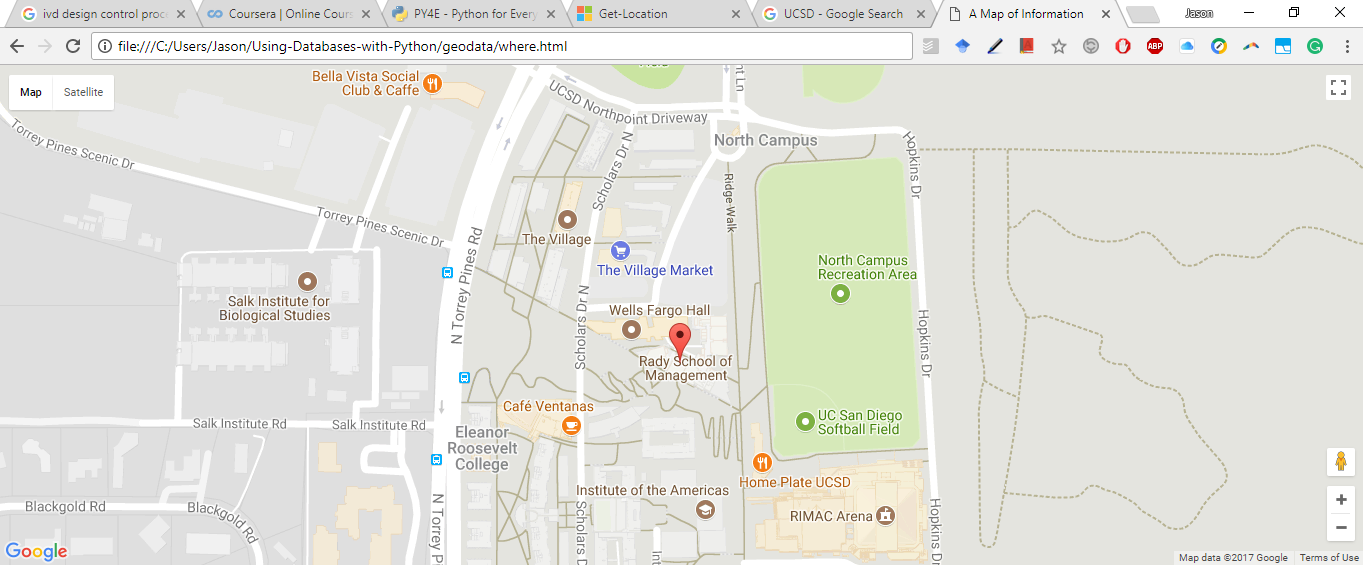 ivd design control proc
Coursera | Online Cours
PY4E - Python for Every
Get-Location
UCSD - Google Search
A Map of Information
Jason
file:///C:/Users/Jason/Using-Databases-with-Python/geodata/where.html
ABP
Map
Satellite
Bella Vista Social
Club & Caffe
UCSD Northpoint Driveway
North Campus
Torrey Pines Scenic Dr
Scholars Dr N
Ridge Walk
Hopkins Dr
Torrey Pines Scenic Dr
The Village
N Torrey Pines Rd
The Village Market
North Campus
Recreation Area
Salk Institute for
Biological Studies
Scholars Dr N
Wells Fargo Hall
Hopkins Dr
Rady School of
Management
Café Ventanas
UC San Diego
Softball Field
Salk Institute Rd
Salk Institute Rd
Eleanor
Roosevelt
College
Home Plate UCSD
Institute of the Americas
Blackgold Rd
Blackgold Rd
N Torrey P
Scholars D
RIMAC Arena
Hopkins Dr
Google
Map data ©2017 Google
Terms of Use